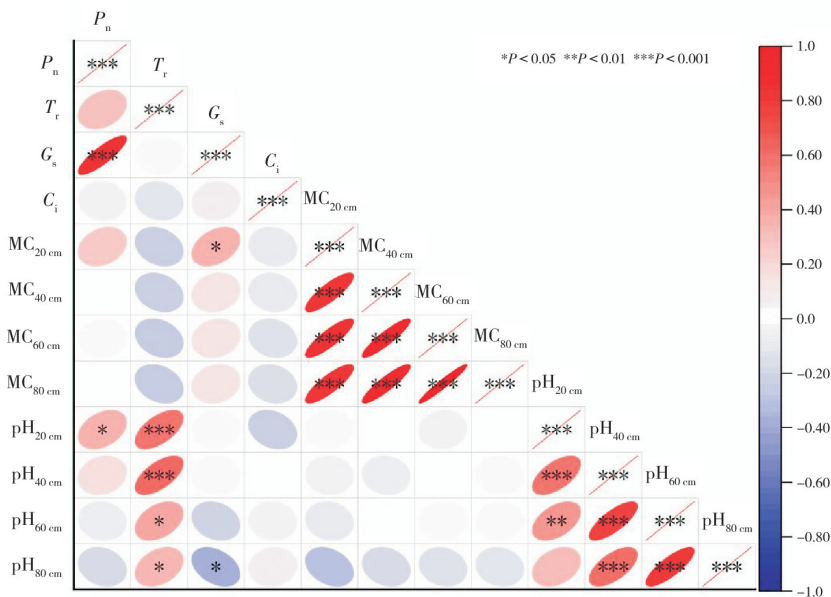 Pn
Pn *** Tr
*P<0.05 **P<0.01 ***P<0.001
Tr *** Gs
Gs *** *** Ci
Ci *** MC20 cm
MC20 cm * *** MC40 cm
MC40 cm *** *** MC60 cm
MC60 cm *** *** *** MC80 cm
MC80 cm *** *** *** *** pH20 cm
pH20 cm * *** *** pH40 cm
pH40 cm *** *** *** pH60 cm
pH60 cm * ** *** *** pH80 cm
pH80 cm * * *** *** ***
1.0
0.80
0.60
0.40
0.20
0.0
-0.20
-0.40
-0.60
-0.80
-1.0